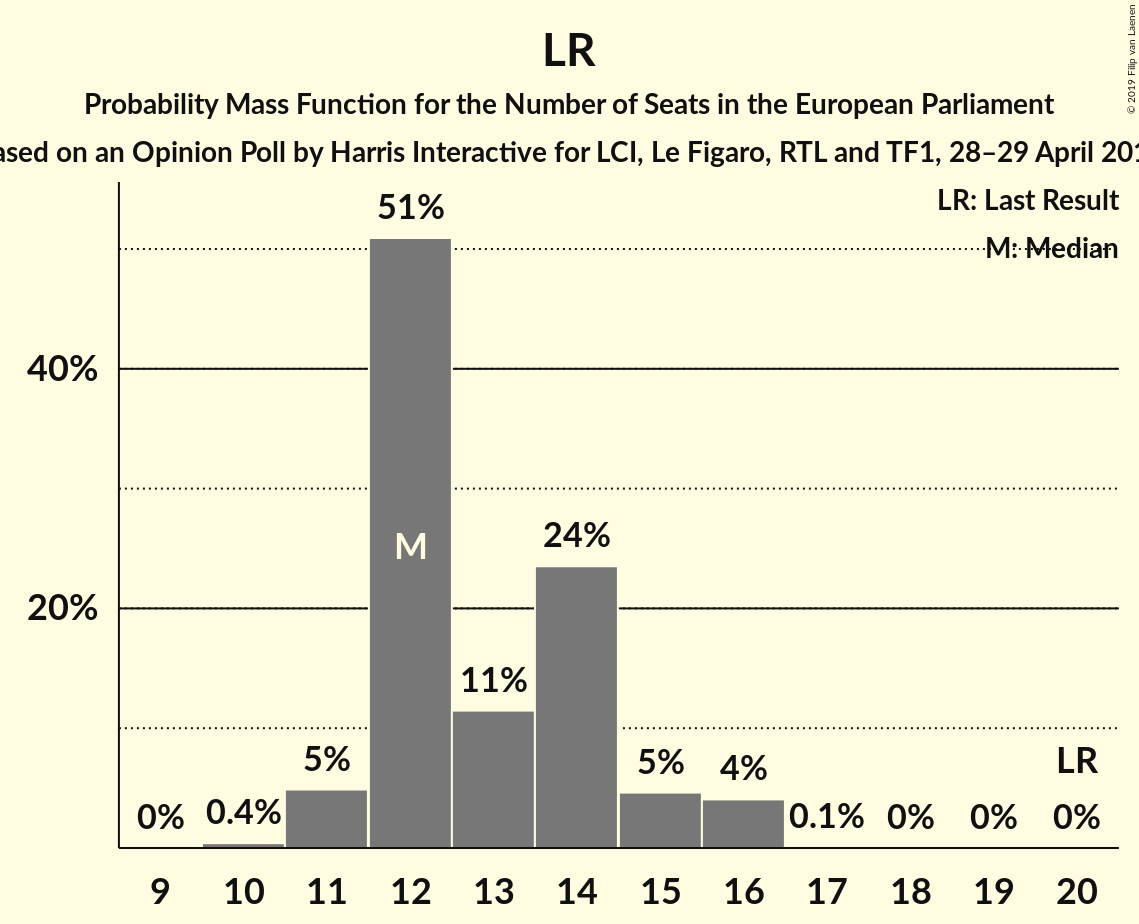 LR
Probability Mass Function for the Number of Seats in the European Parliament
on an Opinion Poll by Harris Interactive for LCI, Le Figaro, RTL and TF1, 28–29 April
© 2019 Filip van Laenen
LR: Last Result
M: Median
51%
40%
M
24%
20%
11%
5%
5%
4%
LR
0%
0.4%
0.1%
0%
0%
0%
9 10 11 12 13 14 15 16 17 18 19 20